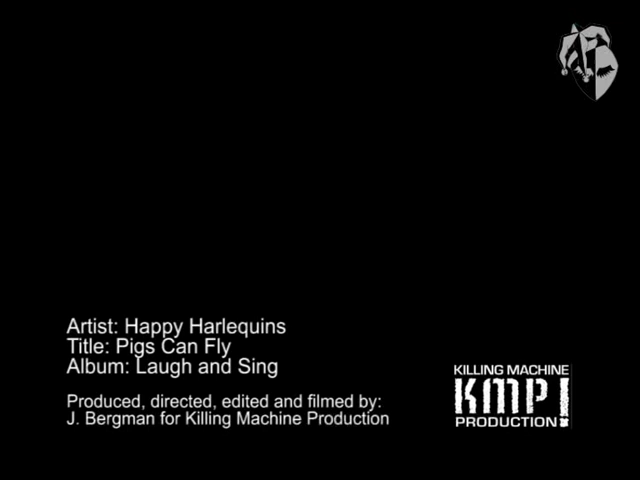 Artist: Happy Harlequins
Title: Pigs Can Fly
Album: Laugh and Sing
Produced, directed, edited and filmed by:
J. Bergman for Killing Machine Production
KILLING MACHINE
KMP!
PRODUCTION